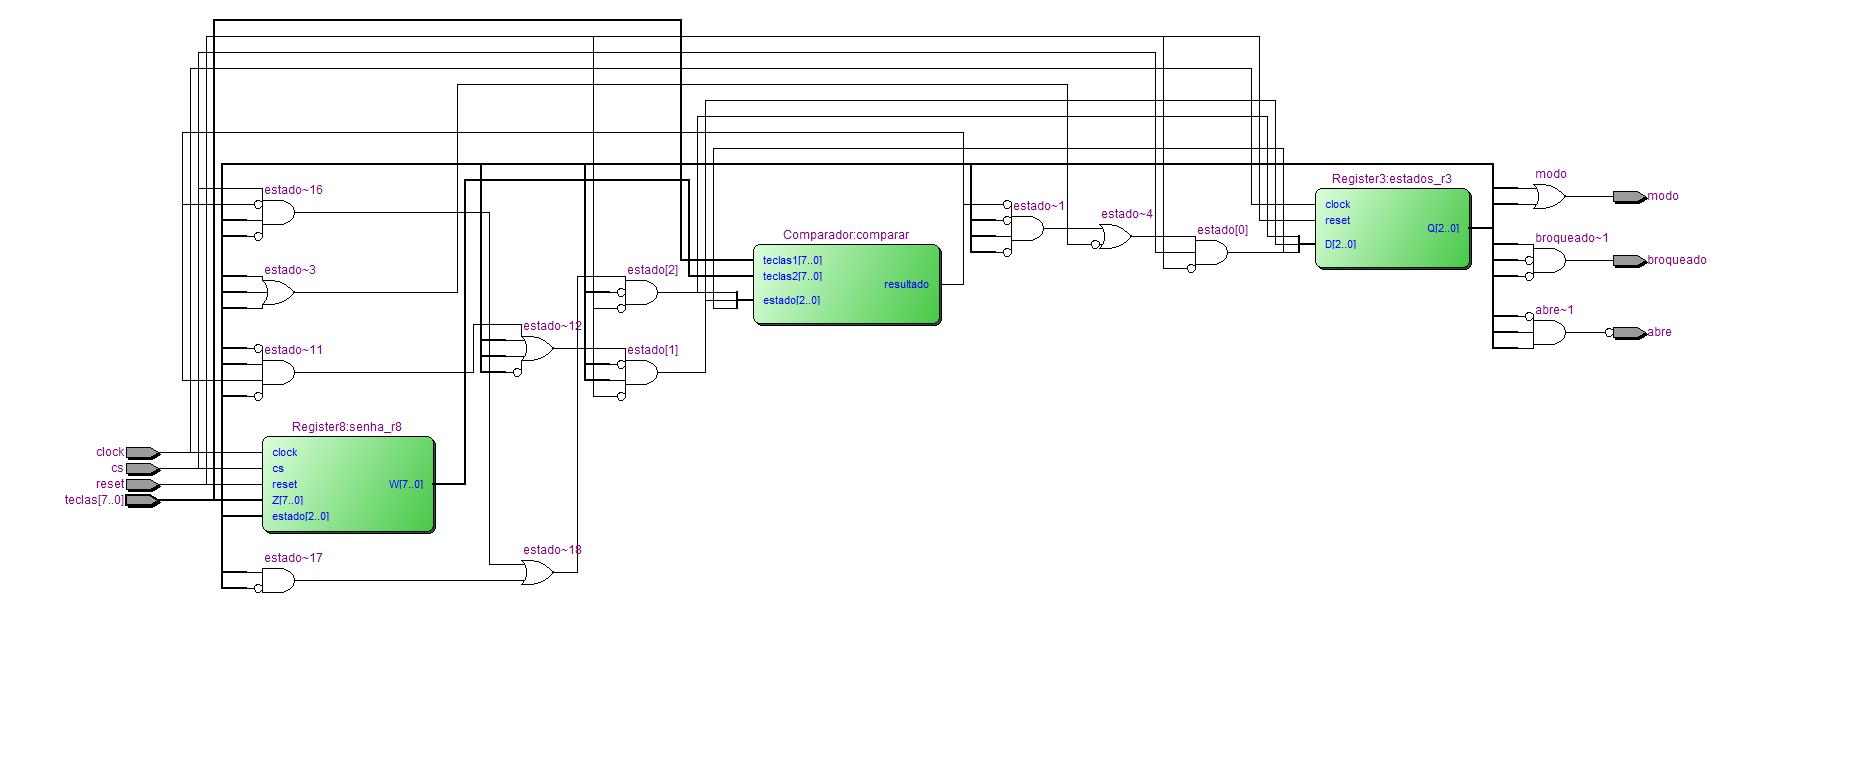 modo
modo
Register3:estados_r3
estado~16
clock
reset
D[2..0]
Q[2..0]
estado~1
estado~4
estado[0]
Comparador:comparar
teclas1[7..0]
teclas2[7..0]
estado[2..0]
resultado
broqueado~1
broqueado
estado~3
estado[2]
abre~1
abre
estado~12
estado~11
estado[1]
Register8:senha_r8
clock
cs
reset
teclas[7..0]
clock
cs
reset
Z[7..0]
estado[2..0]
W[7..0]
estado~17
estado~18